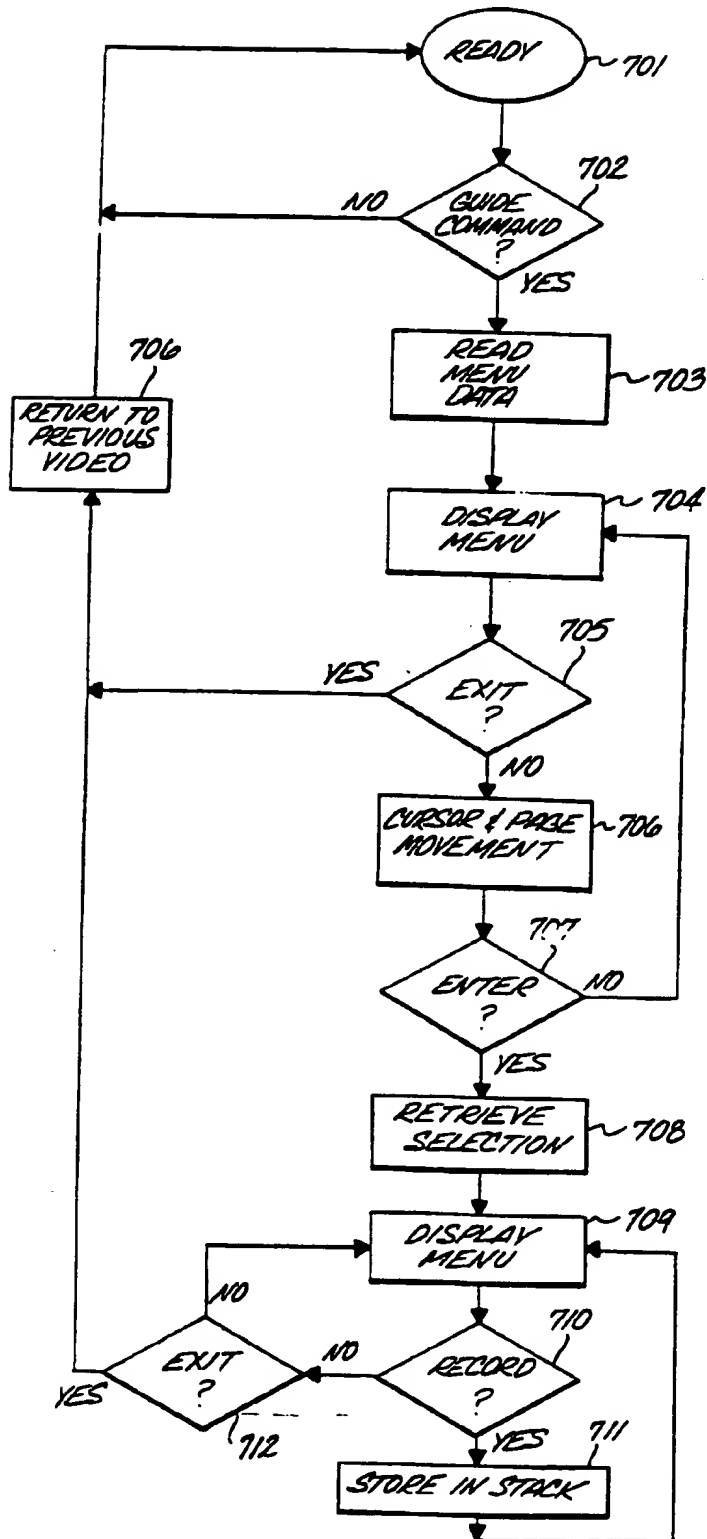 READY
701
702
GUIDE
COMMAND
?
NO
YES
READ
MENU
DATA
703
706
RETURN TO
PREVIOUS
VIDEO
704
DISPLAY
MENU
705
EXIT
?
YES
NO
CURSOR & PAGE
MOVEMENT
706
707
ENTER
?
NO
YES
RETRIEVE
SELECTION
708
709
DISPLAY
MENU
NO
710
EXIT
?
NO
RECORD
?
YES
712
YES
711
STORE IN STACK